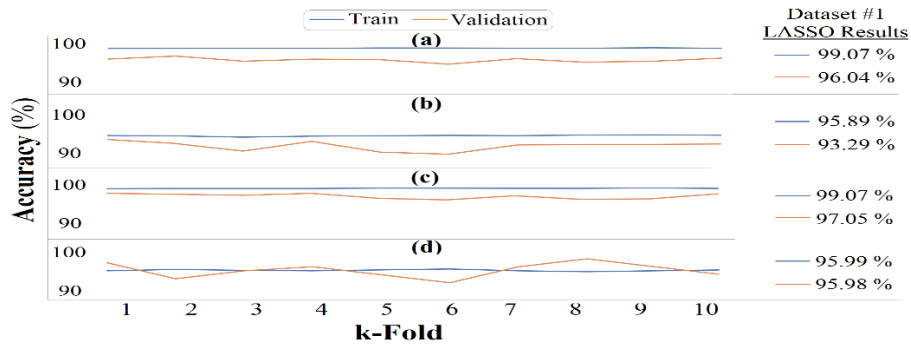 Train Validation
Dataset #1
LASSO Results
(a)
100
90
99.07 %
96.04 %
(b)
100
90
95.89 %
93.29 %
(c)
100
90
99.07 %
97.05 %
(d)
100
90
95.99 %
95.98 %
Accuracy (%)
1 2 3 4 5 6 7 8 9 10
k-Fold